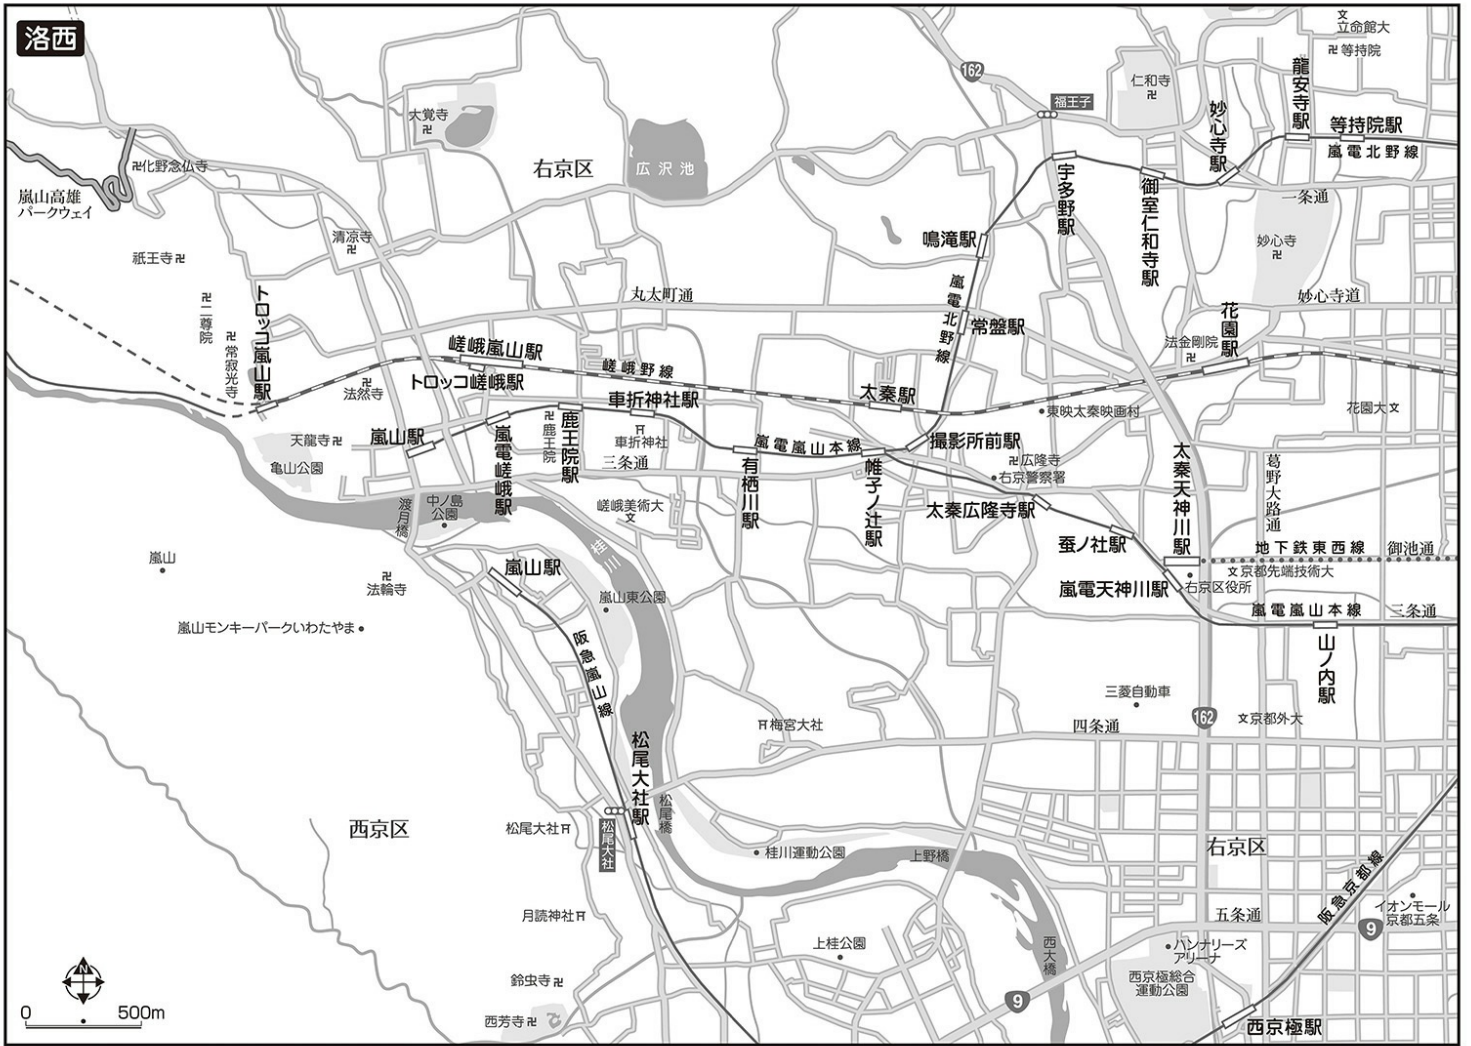 洛西
立命館大
等持院
162
仁和寺
福王子
龍安寺駅
妙心寺駅
等持院駅
嵐電北野線
大覚寺
化野念仏寺
右京区
広沢池
宇多野駅
御室仁和寺駅
一条通
嵐山高雄
パークウェイ
清凉寺
鳴滝駅
妙心寺
祇王寺
丸太町通
嵐電北野線
妙心寺道
二尊院
常寂光寺
トロッコ嵐山駅
常盤駅
花園駅
法金剛院
嵯峨嵐山駅
トロッコ嵯峨駅
嵯峨野線
法然寺
太秦駅
車折神社駅
東映太秦映画村
花園大
天龍寺
嵐山駅
嵐電嵯峨駅
鹿王院
鹿王院駅
車折神社
嵐電嵐山本線
撮影所前駅
三条通
亀山公園
有栖川駅
帷子ノ辻駅
広隆寺
右京警察署
太秦天神川駅
葛野大路通
渡月橋
中ノ島
公園
嵯峨美術大
太秦広隆寺駅
蚕ノ社駅
地下鉄東西線
御池通
嵐山
桂川
嵐山駅
法輪寺
嵐山東公園
嵐電天神川駅
京都先端技術大
右京区役所
嵐電嵐山本線
三条通
嵐山モンキーパークいわたやま
阪急嵐山線
山ノ内駅
三菱自動車
梅宮大社
四条通
162
京都外大
松尾大社駅
松尾橋
西京区
松尾大社
松尾大社
桂川運動公園
上野橋
右京区
阪急京都線
イオンモール
京都五条
月読神社
上桂公園
五条通
9
西大橋
ハンナリーズ
アリーナ
西京極総合
運動公園
鈴虫寺
9
西芳寺
西京極駅
N
0
500m